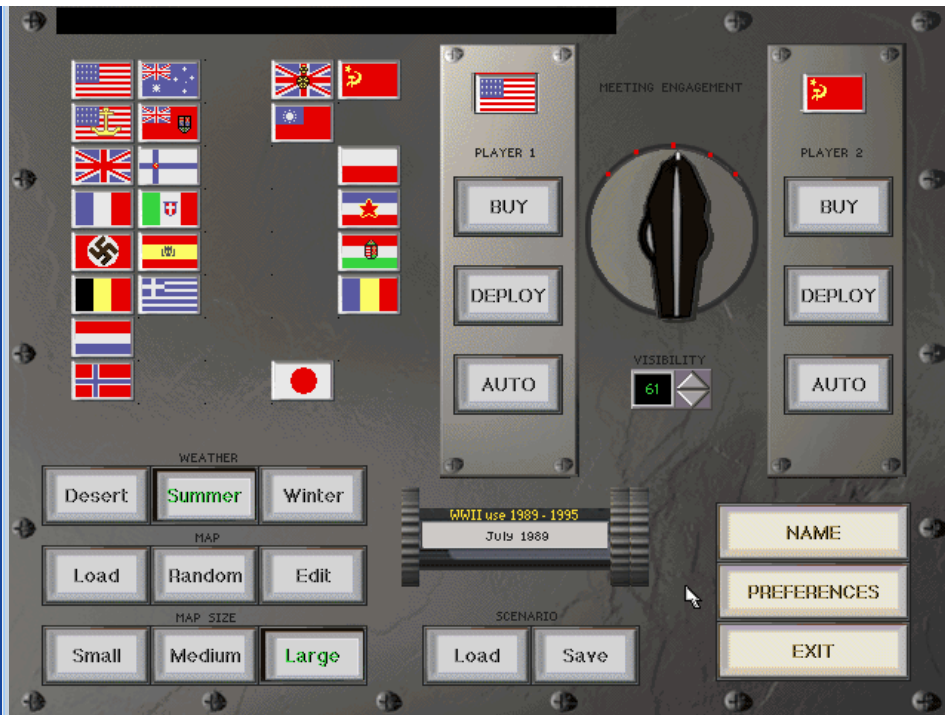 MEETING ENGAGEMENT
PLAYER 1
PLAYER 2
BUY
BUY
DEPLOY
DEPLOY
VISIBILITY
61
AUTO
AUTO
WEATHER
Desert
Summer
Winter
WWII use 1989 - 1995
July 1989
MAP
Load
Random
Edit
NAME
PREFERENCES
MAP SIZE
Small
Medium
Large
SCENARIO
Load
Save
EXIT